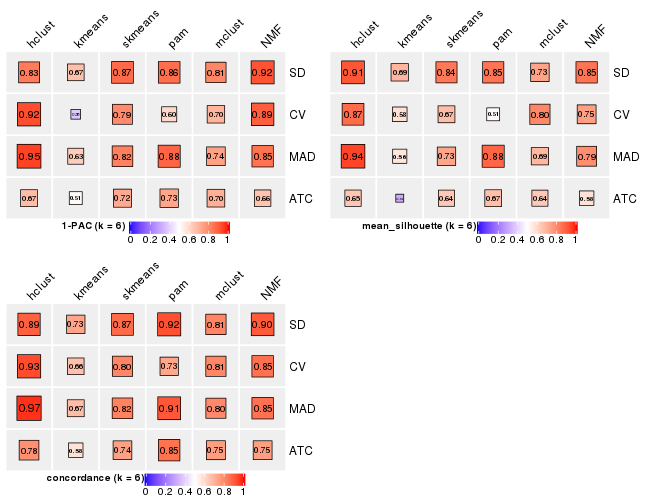 hclust kmeans skmeans pam mclust NMF
0.83 0.67 0.87 0.86 0.81 0.92 SD
0.92 0.79 0.60 0.70 0.89 CV
0.95 0.63 0.82 0.88 0.74 0.85 MAD
0.67 0.51 0.72 0.73 0.70 0.66 ATC
1-PAC (k = 6)
0 0.2 0.4 0.6 0.8 1
hclust kmeans skmeans pam mclust NMF
0.91 0.69 0.84 0.85 0.73 0.85 SD
0.87 0.58 0.67 0.51 0.80 0.75 CV
0.94 0.56 0.73 0.88 0.69 0.79 MAD
0.65 0.64 0.67 0.64 0.58 ATC
mean_silhouette (k = 6)
0 0.2 0.4 0.6 0.8 1
hclust kmeans skmeans pam mclust NMF
0.89 0.73 0.87 0.92 0.81 0.90 SD
0.93 0.66 0.80 0.73 0.81 0.85 CV
0.97 0.67 0.82 0.91 0.80 0.85 MAD
0.78 0.58 0.74 0.85 0.75 0.75 ATC
concordance (k = 6)
0 0.2 0.4 0.6 0.8 1